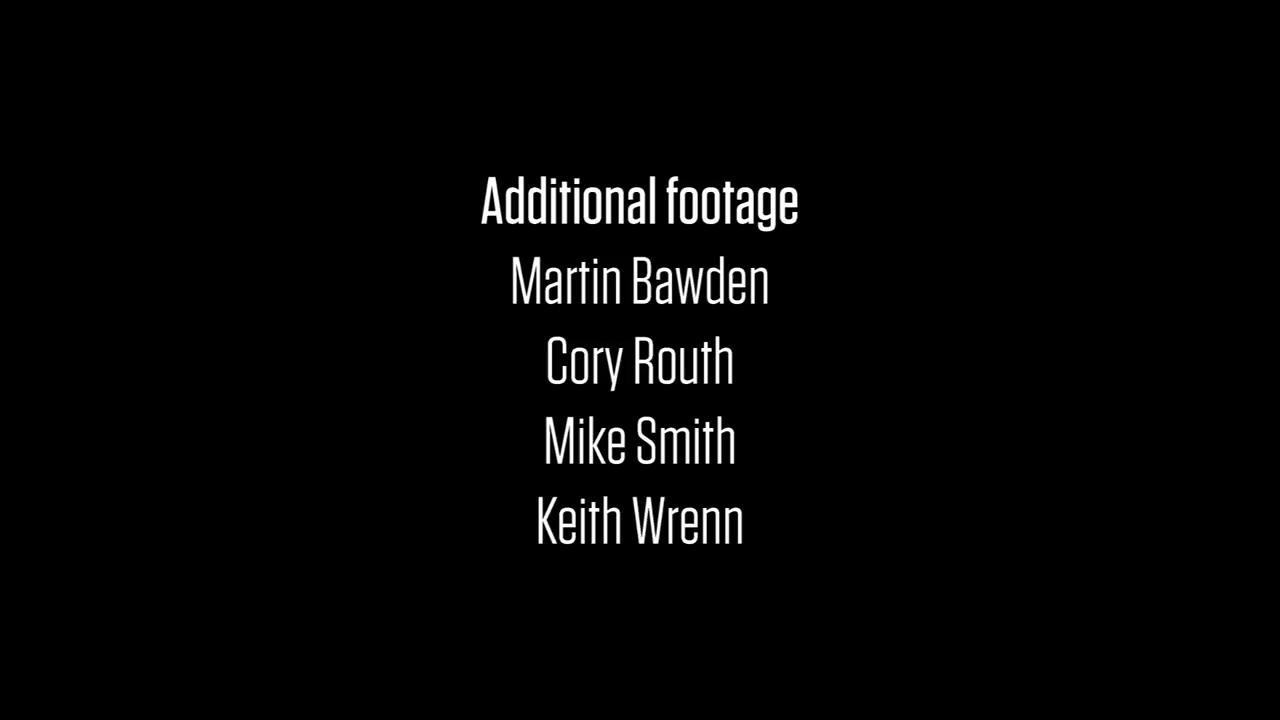 Additional footage
Martin Bawden
Cory Routh
Mike Smith
Keith Wrenn